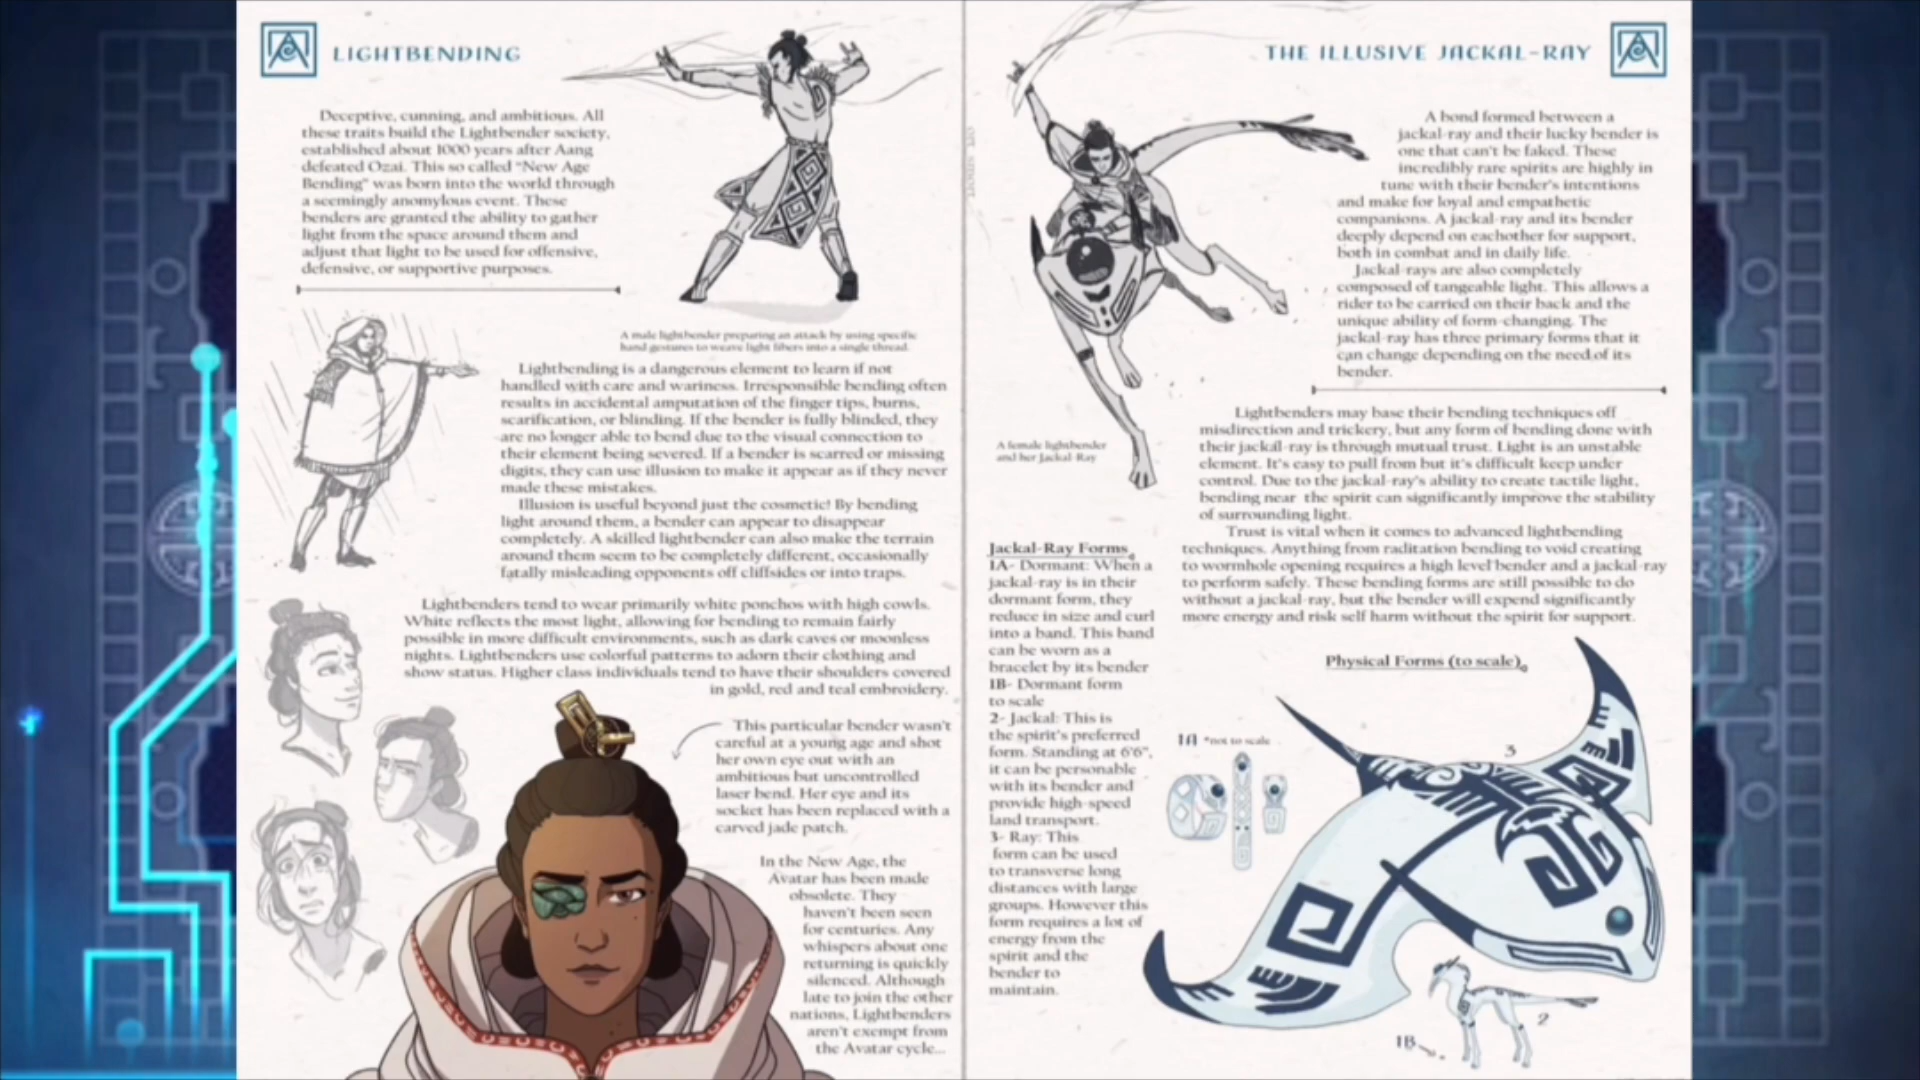 LIGHTBENDING
Deceptive, cunning, and ambitious. All
these traits build the Lightbender society,
established about 1000 years after Aang
defeated Ozai. This so called "New Age
Bending" was born into the world through
a seemingly anomylous event. These
benders are granted the ability to gather
light from the space around them and
adjust that light to be used for offensive,
defensive, or supportive purposes.
A male lightbender preparing an attack by using specific
hand gestures to weave light fibers into a single thread.
Lightbending is a dangerous element to learn if not
handled with care and wariness. Irresponsible bending often
results in accidental amputation of the finger tips, burns,
scarification, or blinding. If the bender is fully blinded, they
are no longer able to bend due to the visual connection to
their element being severed. If a bender is scarred or missing
digits, they can use illusion to make it appear as if they never
made these mistakes.
Illusion is useful beyond just the cosmetic! By bending
light around them, a bender can appear to disappear
completely. A skilled lightbender can also make the terrain
around them seem to be completely different, occasionally
fatally misleading opponents off cliffsides or into traps.
Lightbenders tend to wear primarily white ponchos with high cowls.
White reflects the most light, allowing for bending to remain fairly
possible in more difficult environments, such as dark caves or moonless
nights. Lightbenders use colorful patterns to adorn their clothing and
show status. Higher class individuals tend to have their shoulders covered
in gold, red and teal embroidery.
This particular bender wasn't
careful at a young age and shot
her own eye out with an
ambitious but uncontrolled
laser bend. Her eye and its
socket has been replaced with a
carved jade patch.
In the New Age, the
Avatar has been made
obsolete. They
haven't been seen
for centuries. Any
whispers about one
returning is quickly
silenced. Although
late to join the other
nations, Lightbenders
aren't exempt from
the Avatar cycle...
THE ILLUSIVE JACKAL-RAY
A bond formed between a
jackal-ray and their lucky bender is
one that can't be faked. These
incredibly rare spirits are highly in
tune with their bender's intentions
and make for loyal and empathetic
companions. A jackal-ray and its bender
deeply depend on eachother for support,
both in combat and in daily life.
Jackal-rays are also completely
composed of tangeable light. This allows a
rider to be carried on their back and the
unique ability of form-changing. The
jackal-ray has three primary forms that it
can change depending on the need of its
bender.
A female lightbender
and her Jackal-Ray
Lightbenders may base their bending techniques off
misdirection and trickery, but any form of bending done with
their jackal-ray is through mutual trust. Light is an unstable
element. It's easy to pull from but it's difficult keep under
control. Due to the jackal-ray's ability to create tactile light,
bending near the spirit can significantly improve the stability
of surrounding light.
Trust is vital when it comes to advanced lightbending
techniques. Anything from raditation bending to void creating
to wormhole opening requires a high level bender and a jackal-ray
to perform safely. These bending forms are still possible to do
without a jackal-ray, but the bender will expend significantly
more energy and risk self harm without the spirit for support.
Jackal-Ray Forms
1A- Dormant: When a
jackal-ray is in their
dormant form, they
reduce in size and curl
into a band. This band
can be worn as a
bracelet by its bender
1B- Dormant form
to scale
2- Jackal: This is
the spirit's preferred
form. Standing at 6'6",
it can be personable
with its bender and
provide high-speed
land transport.
3- Ray: This
form can be used
to transverse long
distances with large
groups. However this
form requires a lot of
energy from the
spirit and the
bender to
maintain.
Physical Forms (to scale)
1A *not to scale
3
2
1B